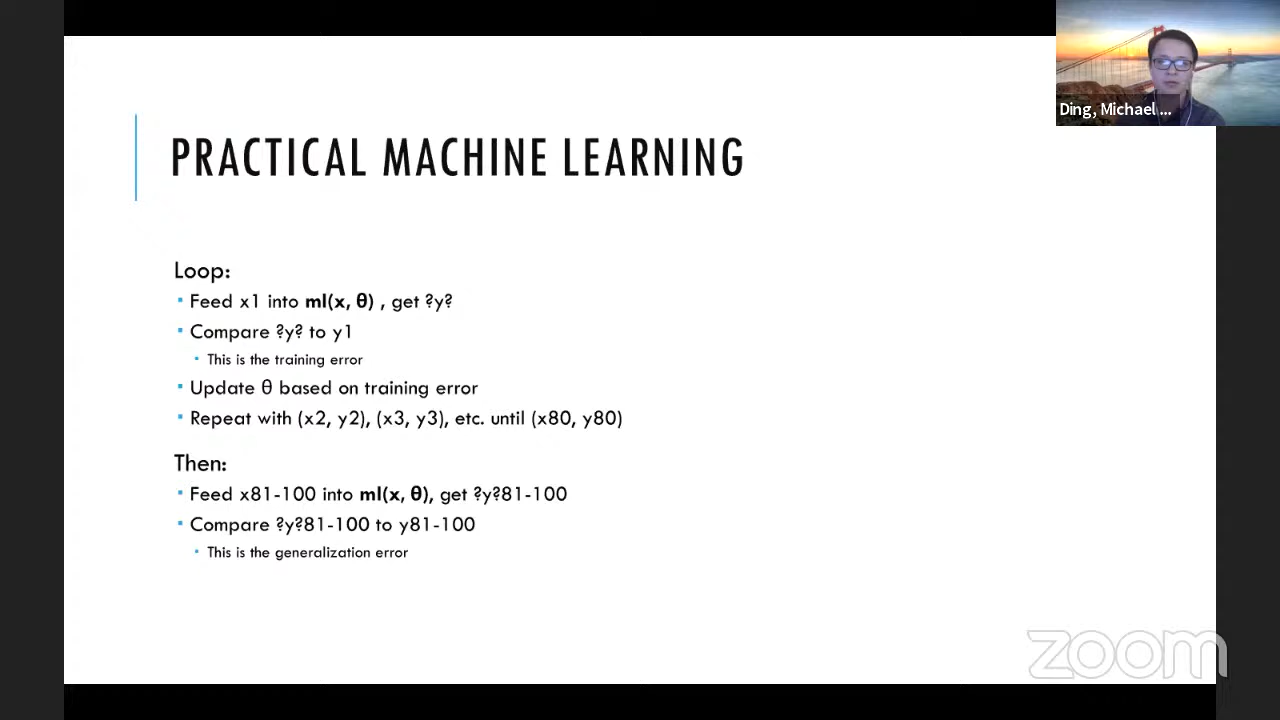 Ding, Michael ...
PRACTICAL MACHINE LEARNING
Loop:
▪ Feed x1 into ml(x, θ) , get ?y?
▪ Compare ?y? to y1
▪ This is the training error
▪ Update θ based on training error
▪ Repeat with (x2, y2), (x3, y3), etc. until (x80, y80)
Then:
▪ Feed x81-100 into ml(x, θ), get ?y?81-100
▪ Compare ?y?81-100 to y81-100
▪ This is the generalization error
zoom